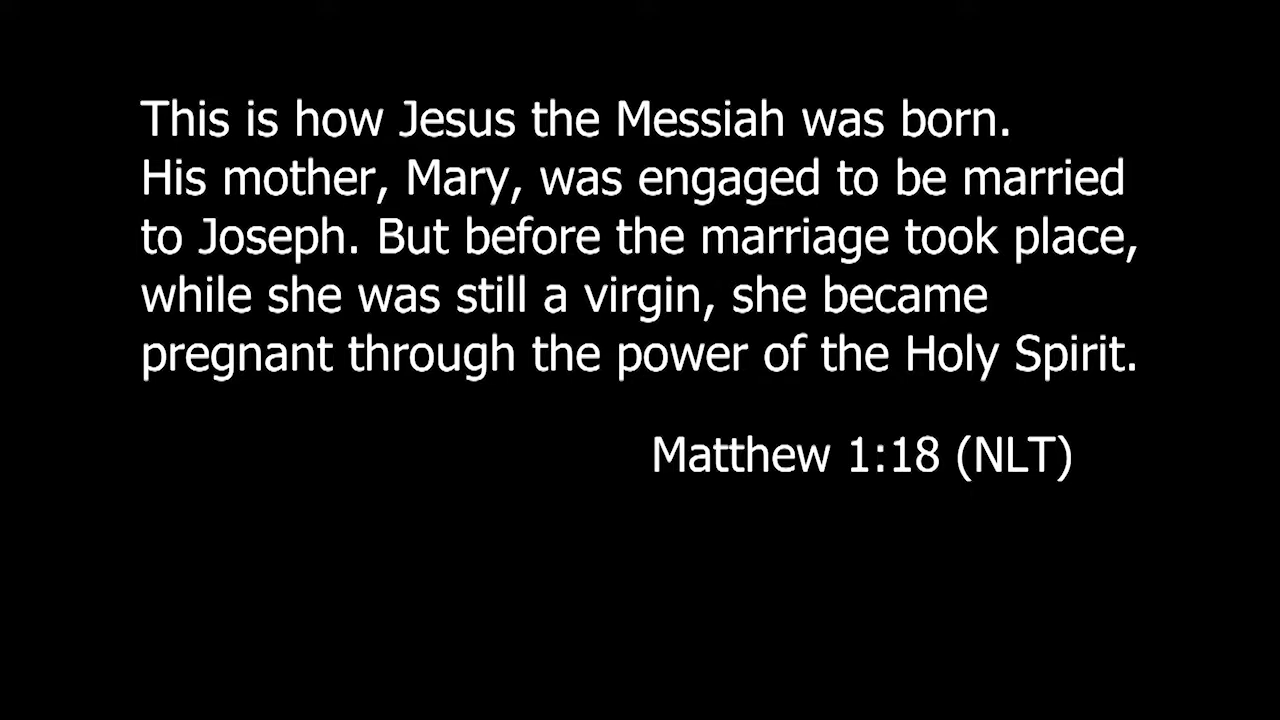 This is how Jesus the Messiah was born.
His mother, Mary, was engaged to be married
to Joseph. But before the marriage took place,
while she was still a virgin, she became
pregnant through the power of the Holy Spirit.
Matthew 1:18 (NLT)